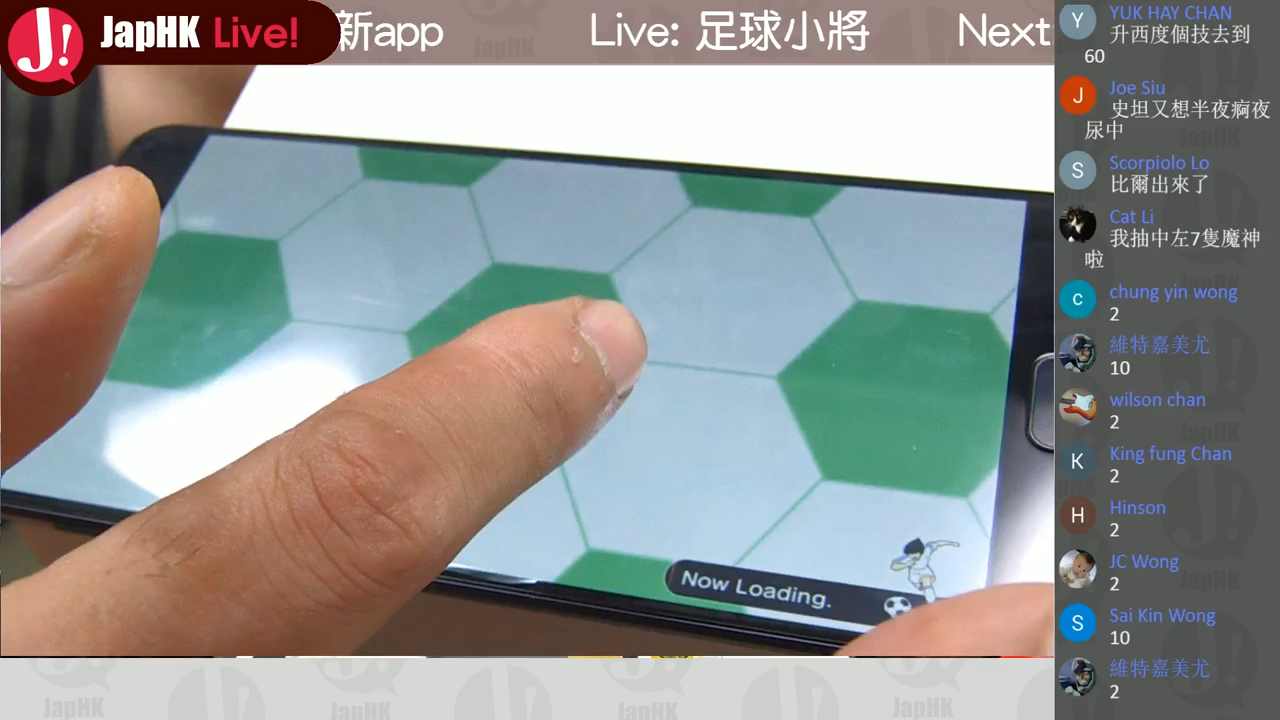 J! JapHK Live!
新app Live: 足球小將 Next
Now Loading.
YUK HAY CHAN
升西度個技去到
60
Joe Siu
史坦又想半夜痾夜
尿中
Scorpiolo Lo
比爾出來了
Cat Li
我抽中左7隻魔神
啦
chung yin wong
2
維特嘉美尤
10
wilson chan
2
King fung Chan
2
Hinson
2
JC Wong
2
Sai Kin Wong
10
維特嘉美尤
2